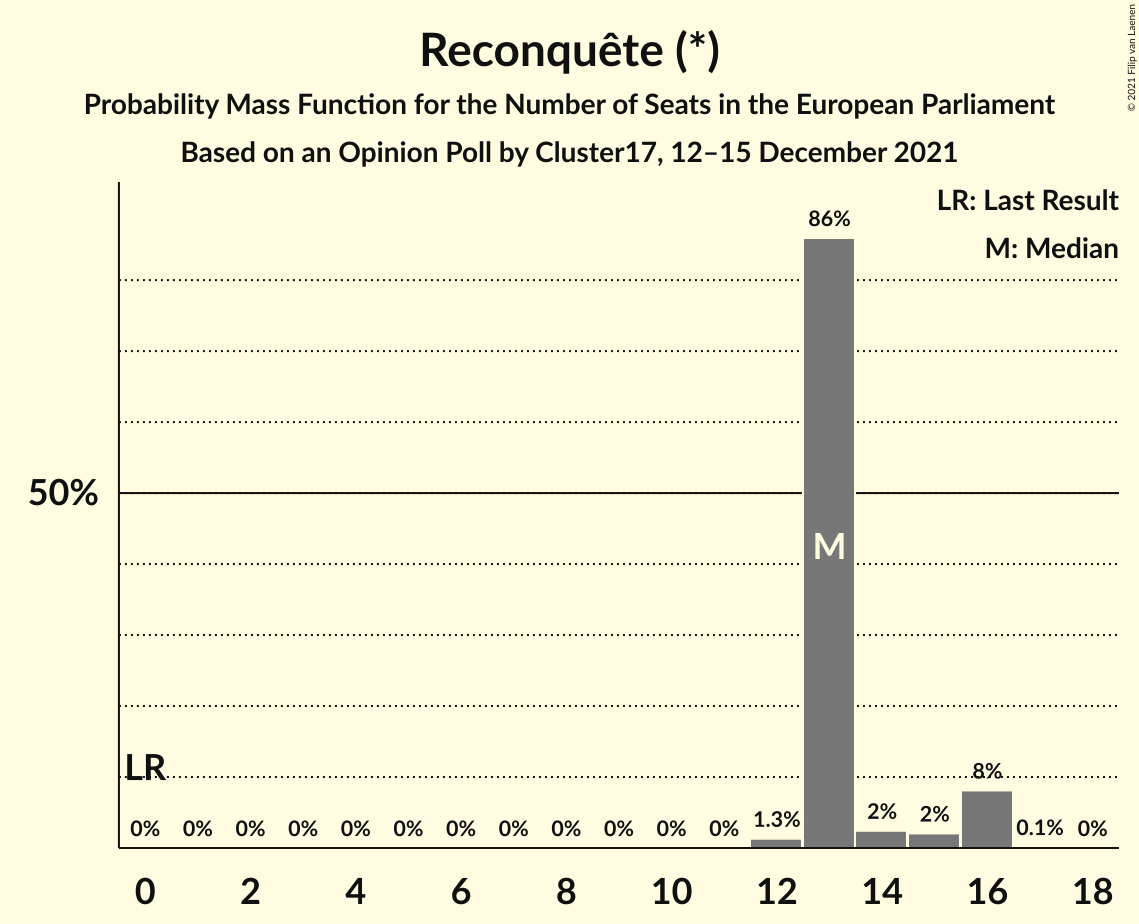 Reconquête (*)
Probability Mass Function for the Number of Seats in the European Parliament
Based on an Opinion Poll by Cluster17, 12–15 December 2021
© 2021 Filip van Laenen
LR: Last Result
M: Median
86%
50%
M
LR
0% 0% 0% 0% 0% 0% 0% 0% 0% 0% 0% 0% 1.3% 2% 2% 8% 0.1% 0%
0 2 4 6 8 10 12 14 16 18